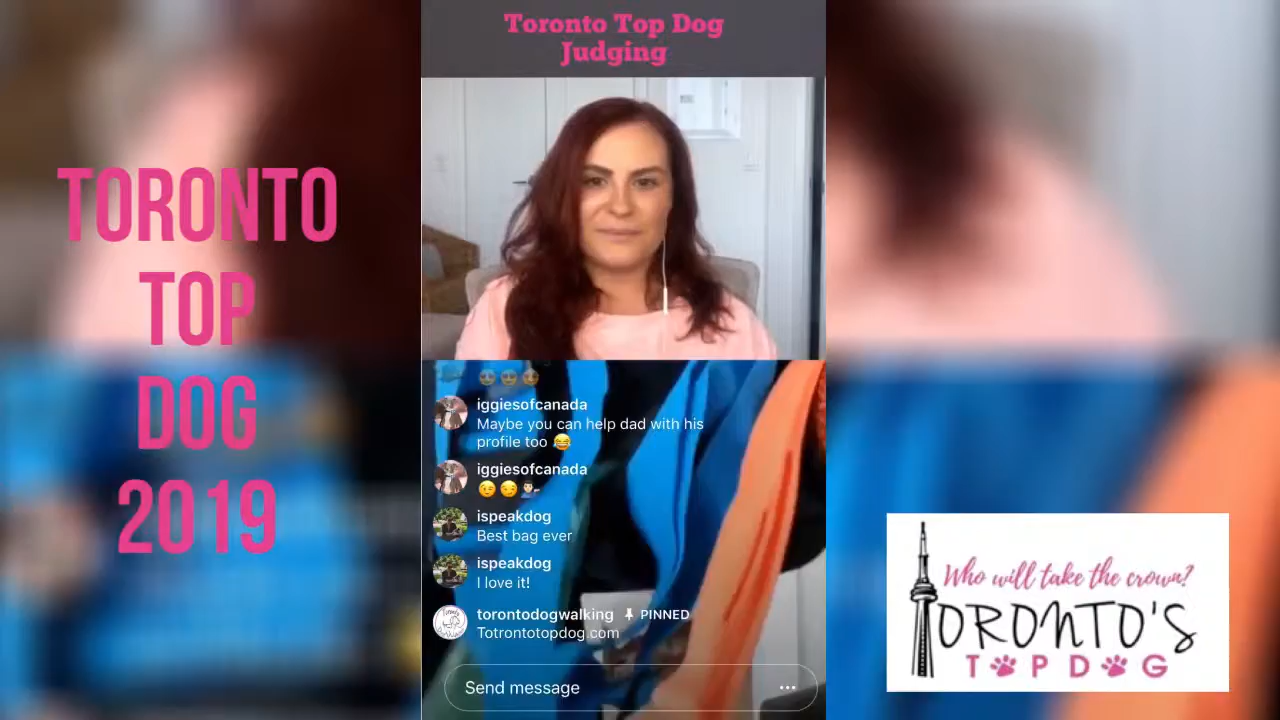 Toronto Top Dog
Judging
TORONTO
TOP
DOG
2019
😍😍😍
iggiesofcanada
Maybe you can help dad with his
profile too 😂
iggiesofcanada
😉😏💁🏻‍♂️
ispeakdog
Best bag ever
ispeakdog
I love it!
torontodogwalking 📌 PINNED
Totrontotopdog.com
Send message
Who will take the crown?
TORONTO'S
TOPDOG